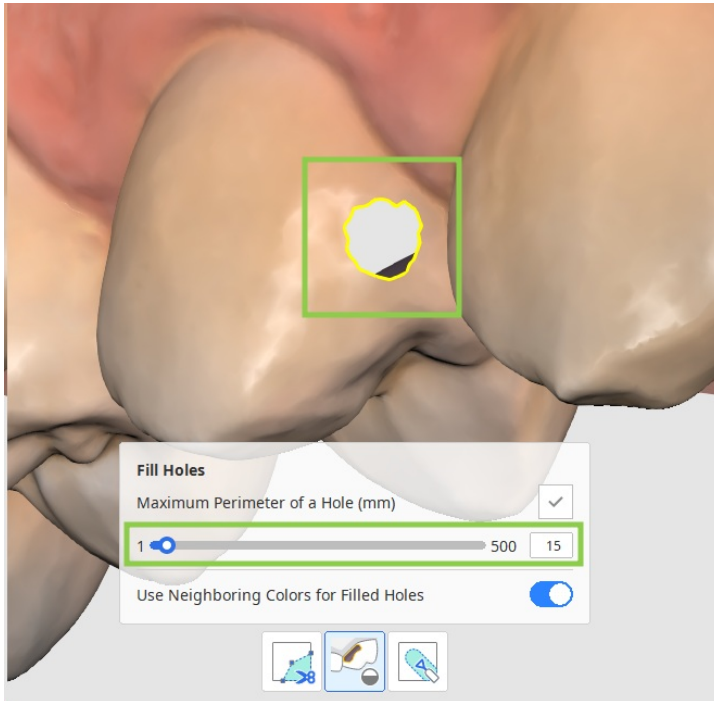 Fill Holes
Maximum Perimeter of a Hole (mm)
1 500 15
Use Neighboring Colors for Filled Holes